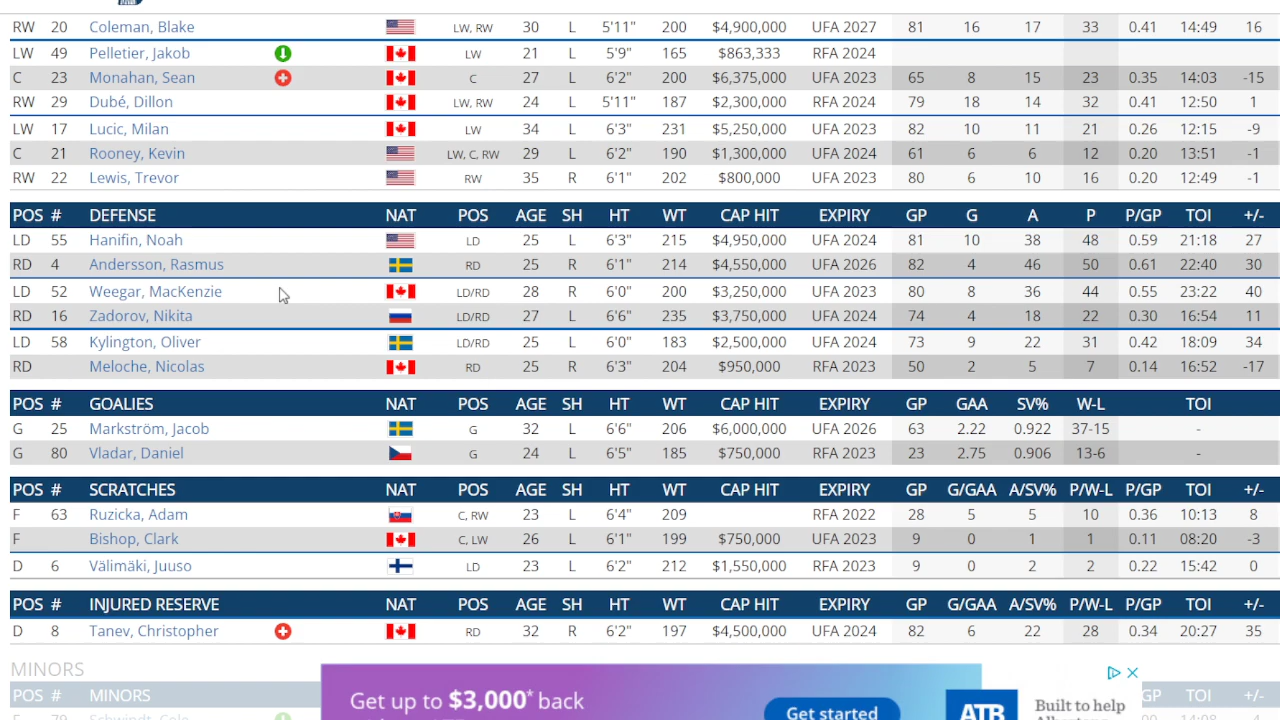 RW 20 Coleman, Blake LW, RW 30 L 5'11" 200 $4,900,000 UFA 2027 81 16 17 33 0.41 14:49 16
LW 49 Pelletier, Jakob LW 21 L 5'9" 165 $863,333 RFA 2024
C 23 Monahan, Sean C 27 L 6'2" 200 $6,375,000 UFA 2023 65 8 15 23 0.35 14:03 -15
RW 29 Dubé, Dillon LW, RW 24 L 5'11" 187 $2,300,000 RFA 2024 79 18 14 32 0.41 12:50 1
LW 17 Lucic, Milan LW 34 L 6'3" 231 $5,250,000 UFA 2023 82 10 11 21 0.26 12:15 -9
C 21 Rooney, Kevin LW, C, RW 29 L 6'2" 190 $1,300,000 UFA 2024 61 6 6 12 0.20 13:51 -1
RW 22 Lewis, Trevor RW 35 R 6'1" 202 $800,000 UFA 2023 80 6 10 16 0.20 12:49 -1
POS # DEFENSE NAT POS AGE SH HT WT CAP HIT EXPIRY GP G A P P/GP TOI +/-
LD 55 Hanifin, Noah LD 25 L 6'3" 215 $4,950,000 UFA 2024 81 10 38 48 0.59 21:18 27
RD 4 Andersson, Rasmus RD 25 R 6'1" 214 $4,550,000 UFA 2026 82 4 46 50 0.61 22:40 30
LD 52 Weegar, MacKenzie LD/RD 28 R 6'0" 200 $3,250,000 UFA 2023 80 8 36 44 0.55 23:22 40
RD 16 Zadorov, Nikita LD/RD 27 L 6'6" 235 $3,750,000 UFA 2024 74 4 18 22 0.30 16:54 11
LD 58 Kylington, Oliver LD/RD 25 L 6'0" 183 $2,500,000 UFA 2024 73 9 22 31 0.42 18:09 34
RD Meloche, Nicolas RD 25 R 6'3" 204 $950,000 RFA 2023 50 2 5 7 0.14 16:52 -17
POS # GOALIES NAT POS AGE SH HT WT CAP HIT EXPIRY GP GAA SV% W-L TOI
G 25 Markström, Jacob G 32 L 6'6" 206 $6,000,000 UFA 2026 63 2.22 0.922 37-15 -
G 80 Vladar, Daniel G 24 L 6'5" 185 $750,000 RFA 2023 23 2.75 0.906 13-6 -
POS # SCRATCHES NAT POS AGE SH HT WT CAP HIT EXPIRY GP G/GAA A/SV% P/W-L P/GP TOI +/-
F 63 Ruzicka, Adam C, RW 23 L 6'4" 209 RFA 2022 28 5 5 10 0.36 10:13 8
F Bishop, Clark C, LW 26 L 6'1" 199 $750,000 UFA 2023 9 0 1 1 0.11 08:20 -3
D 6 Välimäki, Juuso LD 23 L 6'2" 212 $1,550,000 RFA 2023 9 0 2 2 0.22 15:42 0
POS # INJURED RESERVE NAT POS AGE SH HT WT CAP HIT EXPIRY GP G/GAA A/SV% P/W-L P/GP TOI +/-
D 8 Tanev, Christopher RD 32 R 6'2" 197 $4,500,000 UFA 2024 82 6 22 28 0.34 20:27 35
MINORS
POS # MINORS GP TOI +/-
Get up to $3,000* back
Get started
ATB
Built to help